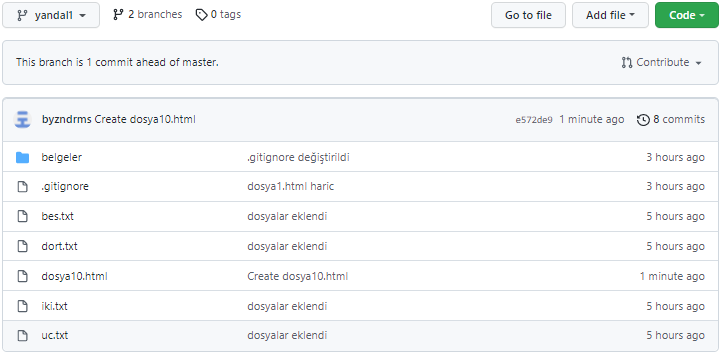 yandal1 2 branches 0 tags Go to file Add file Code
This branch is 1 commit ahead of master. Contribute
byzndrms Create dosya10.html e572de9 1 minute ago 8 commits
belgeler .gitignore değiştirildi 3 hours ago
.gitignore dosya1.html haric 3 hours ago
bes.txt dosyalar eklendi 5 hours ago
dort.txt dosyalar eklendi 5 hours ago
dosya10.html Create dosya10.html 1 minute ago
iki.txt dosyalar eklendi 5 hours ago
uc.txt dosyalar eklendi 5 hours ago